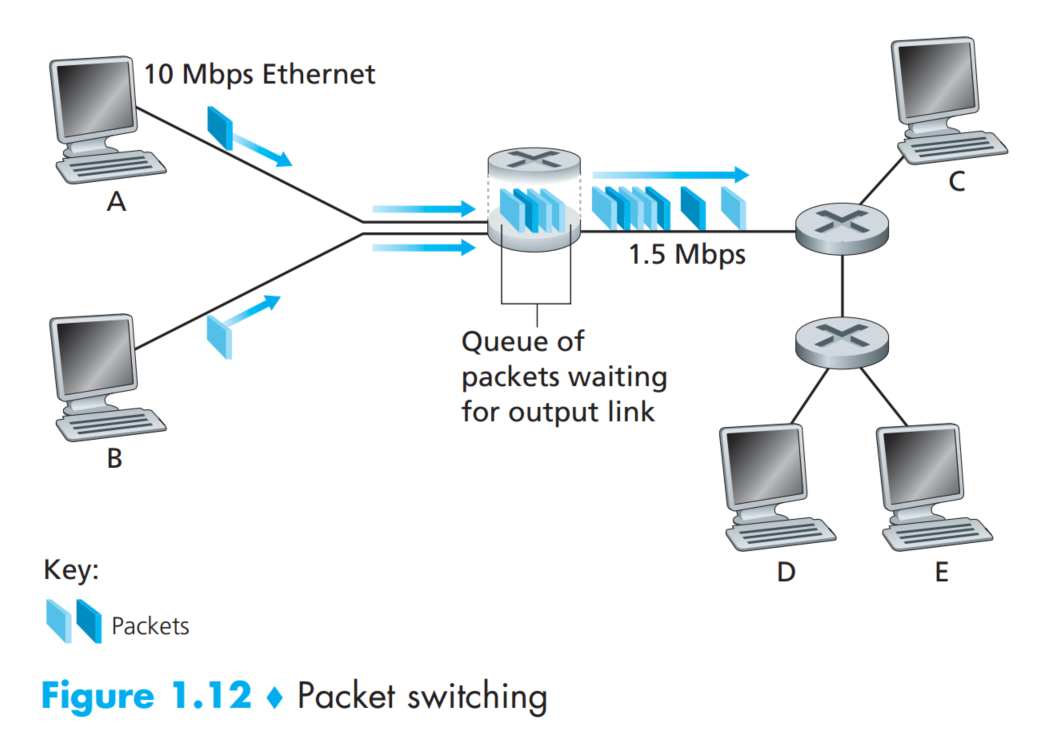 10 Mbps Ethernet
A
C
1.5 Mbps
Queue of
packets waiting
for output link
B
D
E
Key:
Packets
Figure 1.12 ♦ Packet switching